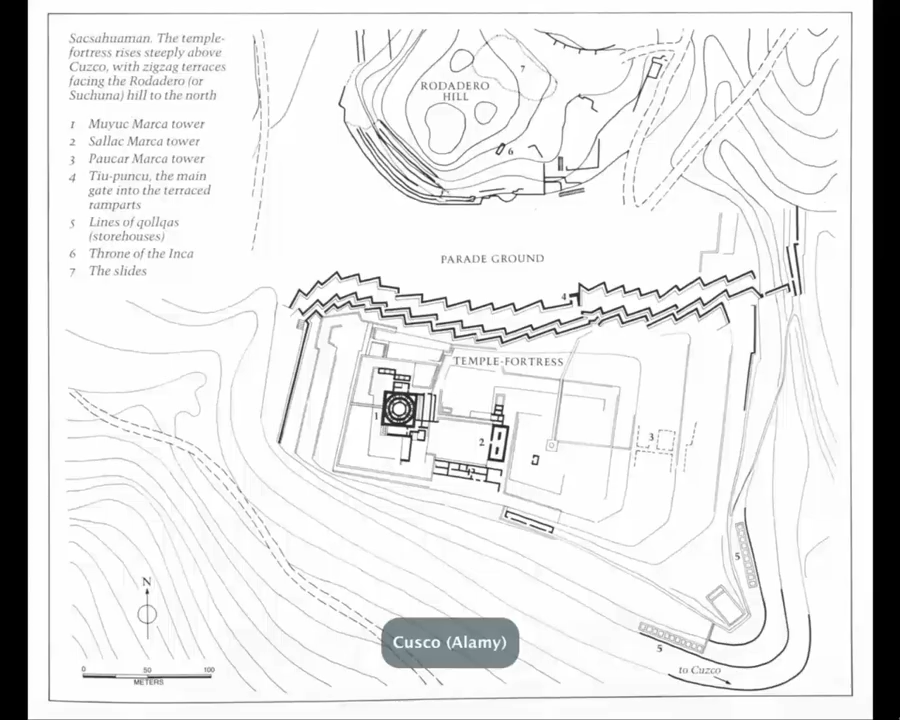 Sacsahuaman. The temple-
fortress rises steeply above
Cuzco, with zigzag terraces
facing the Rodadero (or
Suchuna) hill to the north
1 Muyuc Marca tower
2 Sallac Marca tower
3 Paucar Marca tower
4 Tiu-puncu, the main
gate into the terraced
ramparts
5 Lines of qollqas
(storehouses)
6 Throne of the Inca
7 The slides
7
RODADERO
HILL
6
PARADE GROUND
4
TEMPLE-FORTRESS
1
2
3
5
N
Cusco (Alamy)
5
to Cuzco
0 50 100
METERS